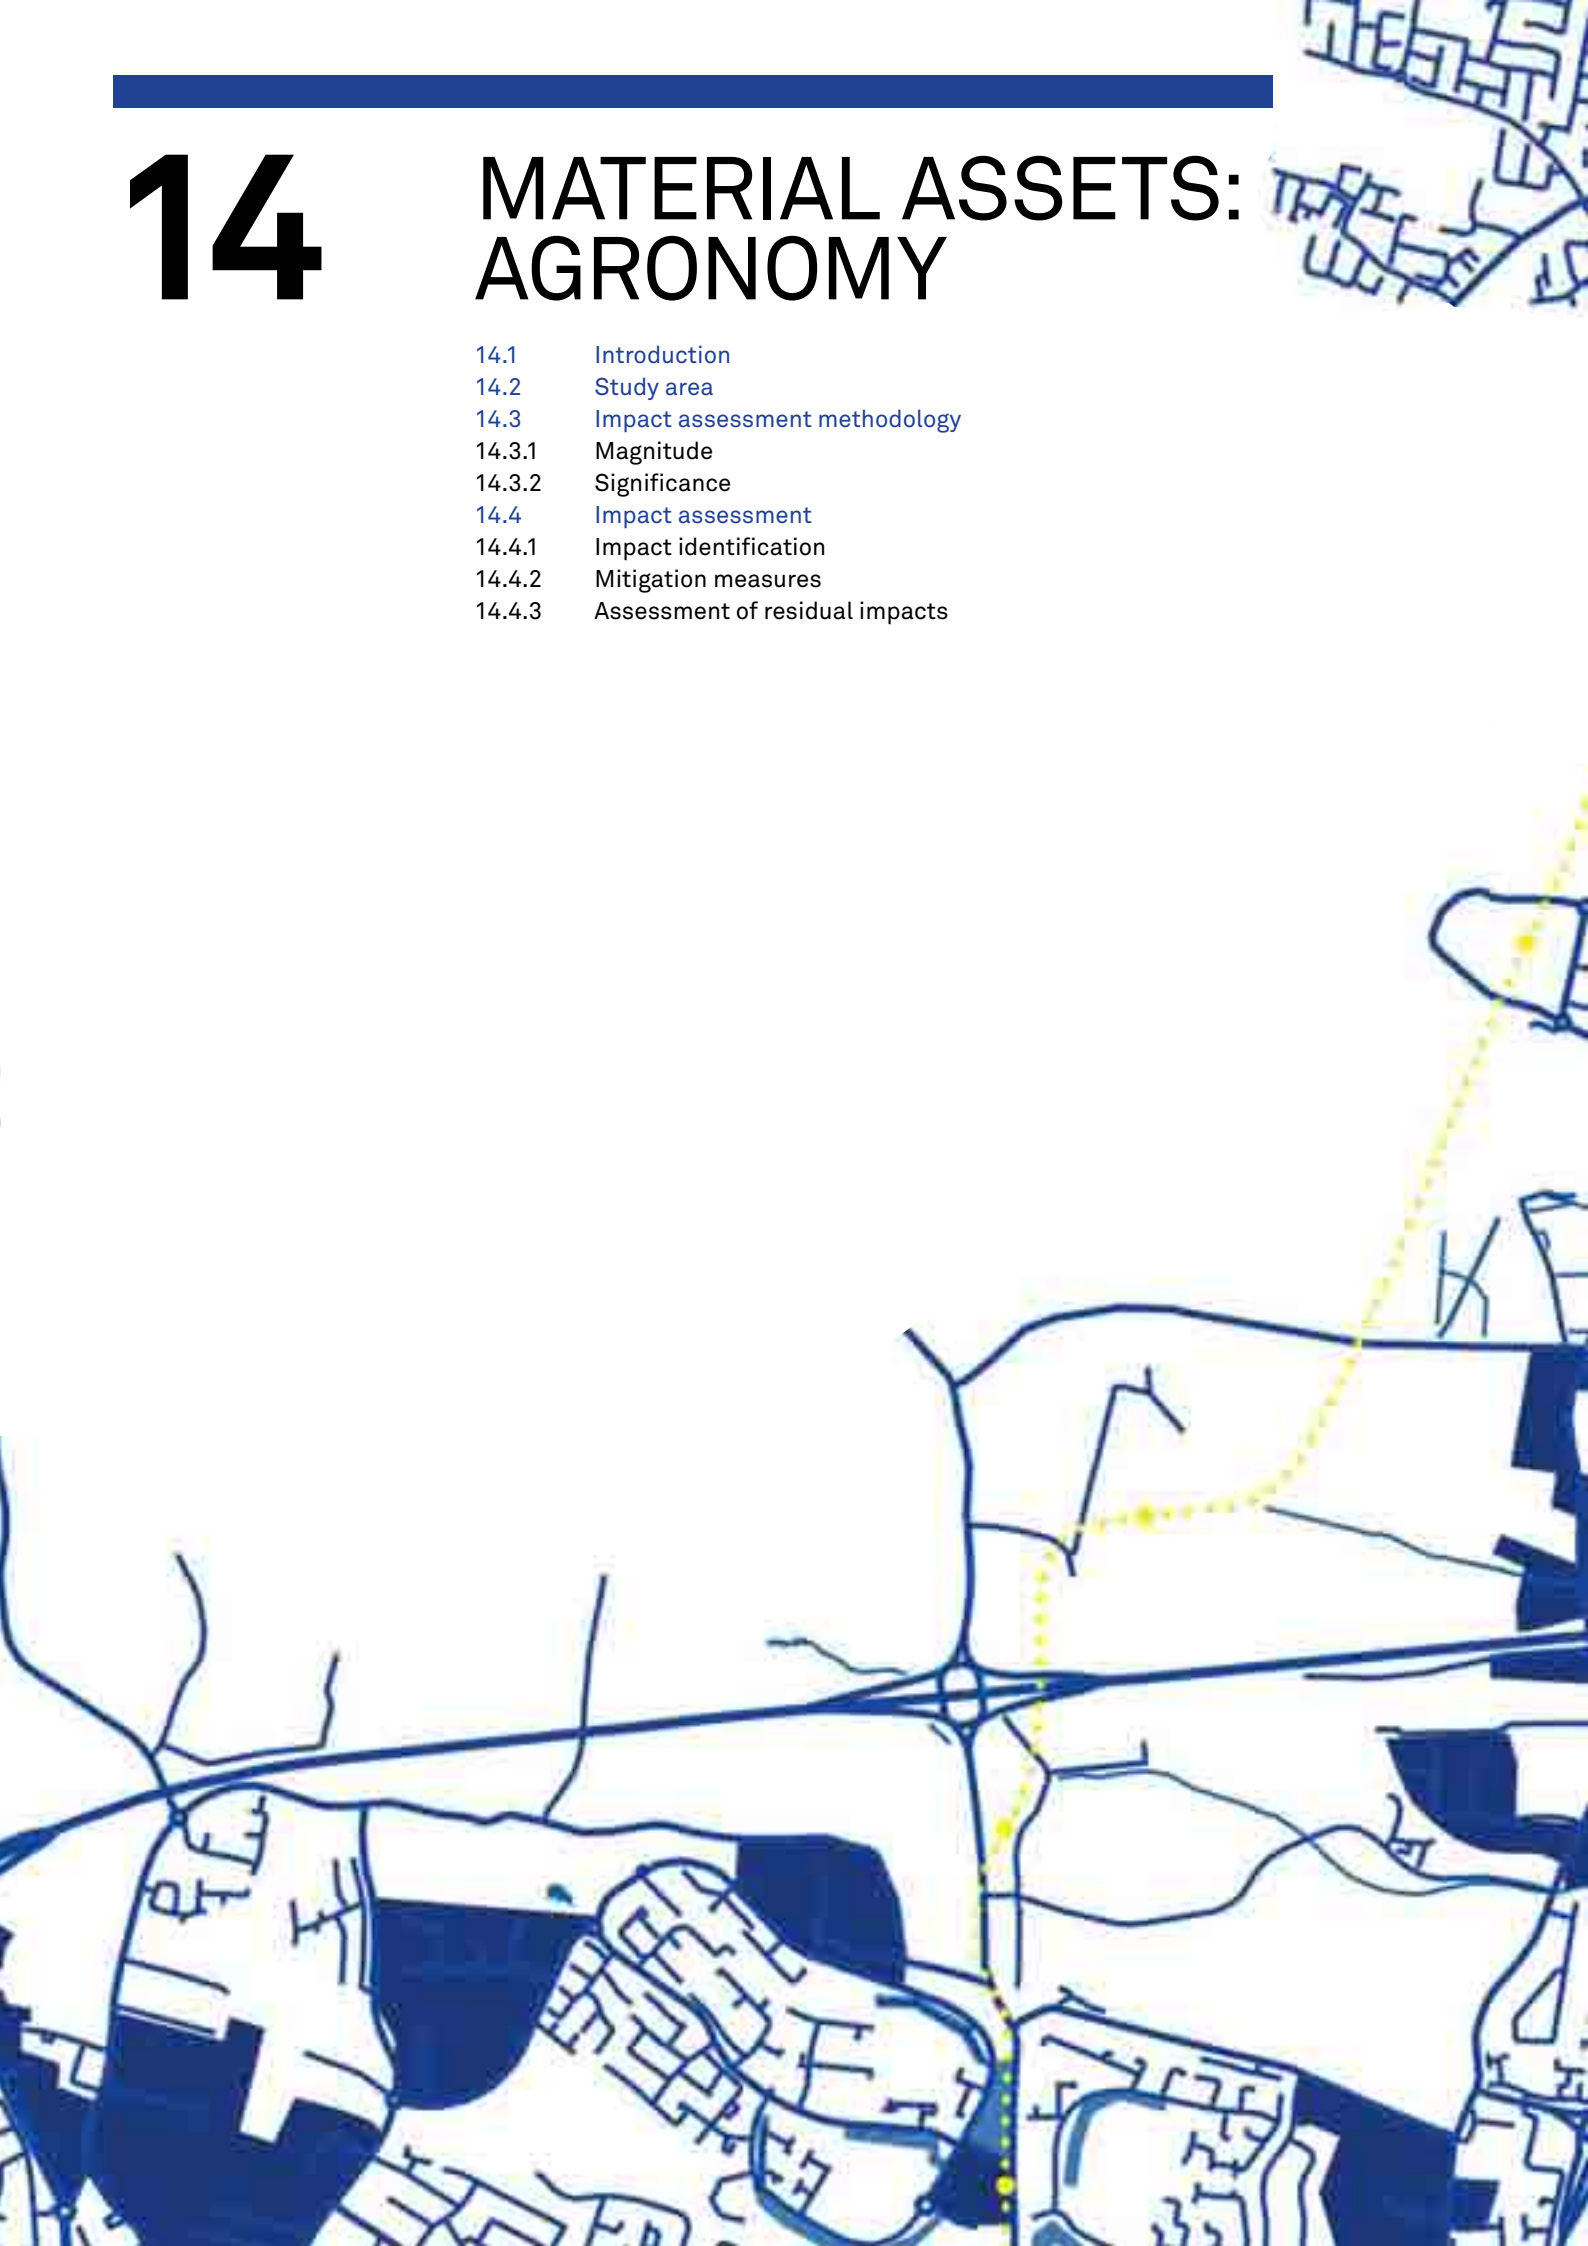 14
MATERIAL ASSETS:
AGRONOMY
14.1 Introduction
14.2 Study area
14.3 Impact assessment methodology
14.3.1 Magnitude
14.3.2 Significance
14.4 Impact assessment
14.4.1 Impact identification
14.4.2 Mitigation measures
14.4.3 Assessment of residual impacts